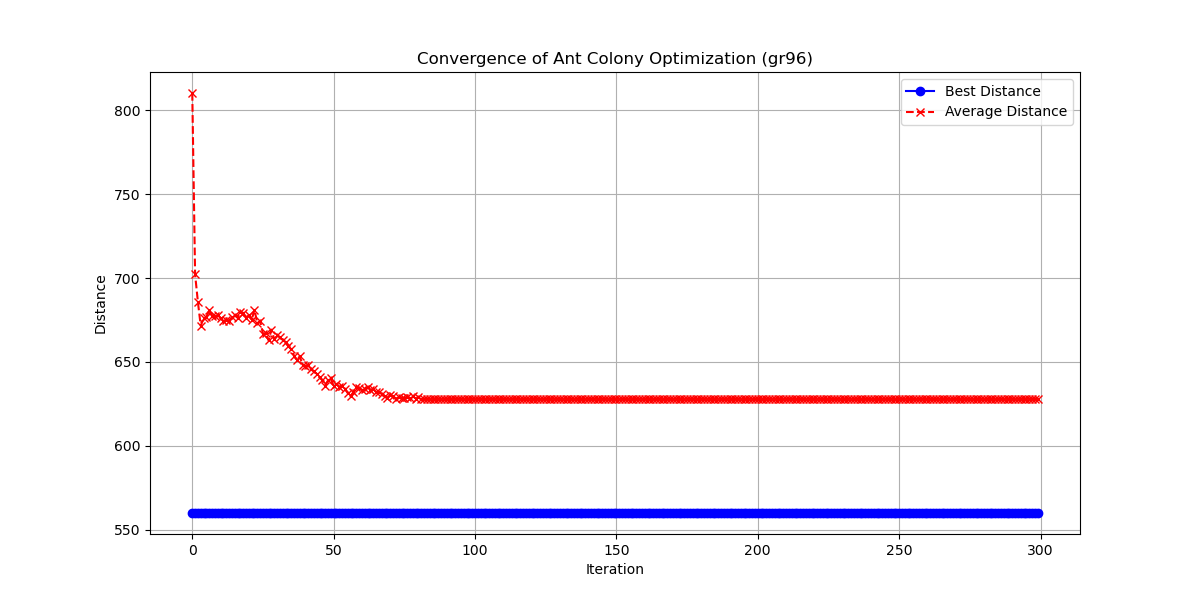 Convergence of Ant Colony Optimization (gr96)
Best Distance
Average Distance
Distance
800
750
700
650
600
550
0 50 100 150 200 250 300
Iteration